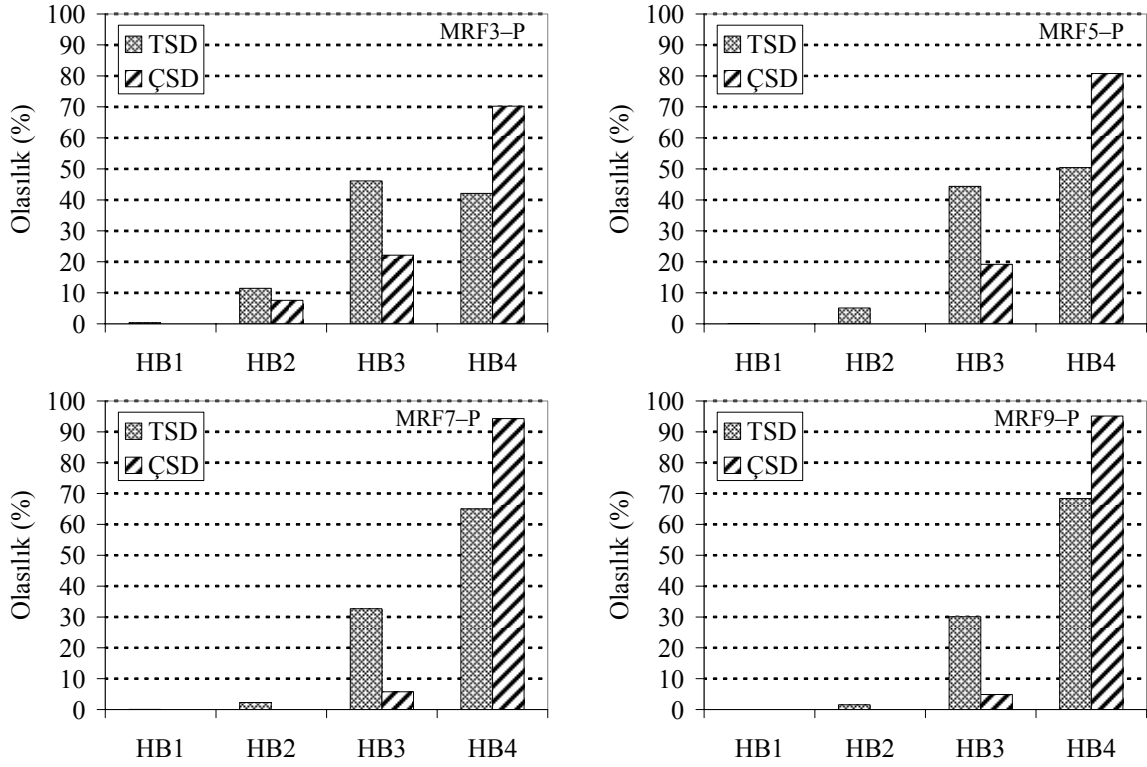 MRF3–P
TSD
ÇSD
Olasılık (%)
100
90
80
70
60
50
40
30
20
10
0
HB1 HB2 HB3 HB4
MRF5–P
TSD
ÇSD
Olasılık (%)
100
90
80
70
60
50
40
30
20
10
0
HB1 HB2 HB3 HB4
MRF7–P
TSD
ÇSD
Olasılık (%)
100
90
80
70
60
50
40
30
20
10
0
HB1 HB2 HB3 HB4
MRF9–P
TSD
ÇSD
Olasılık (%)
100
90
80
70
60
50
40
30
20
10
0
HB1 HB2 HB3 HB4